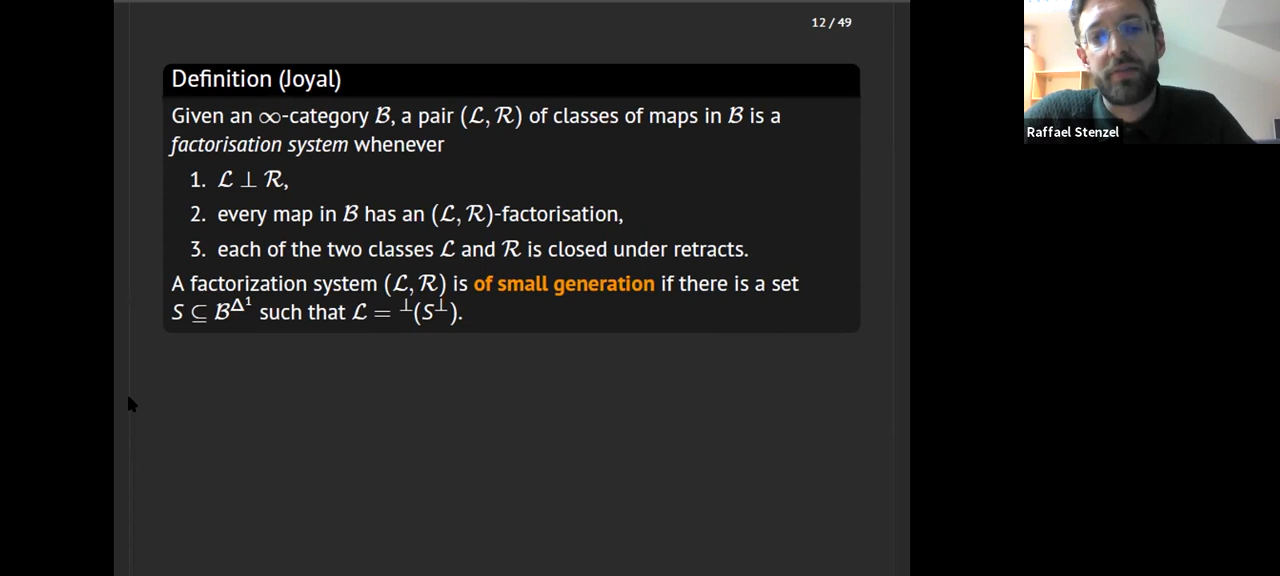 12 / 49
Definition (Joyal)
Given an ∞-category ℬ, a pair (ℒ, ℛ) of classes of maps in ℬ is a
factorisation system whenever
1. ℒ ⊥ ℛ,
2. every map in ℬ has an (ℒ, ℛ)-factorisation,
3. each of the two classes ℒ and ℛ is closed under retracts.
A factorization system (ℒ, ℛ) is of small generation if there is a set
S ⊆ ℬ^Δ¹ such that ℒ = ^⊥(S^⊥).
Raffael Stenzel